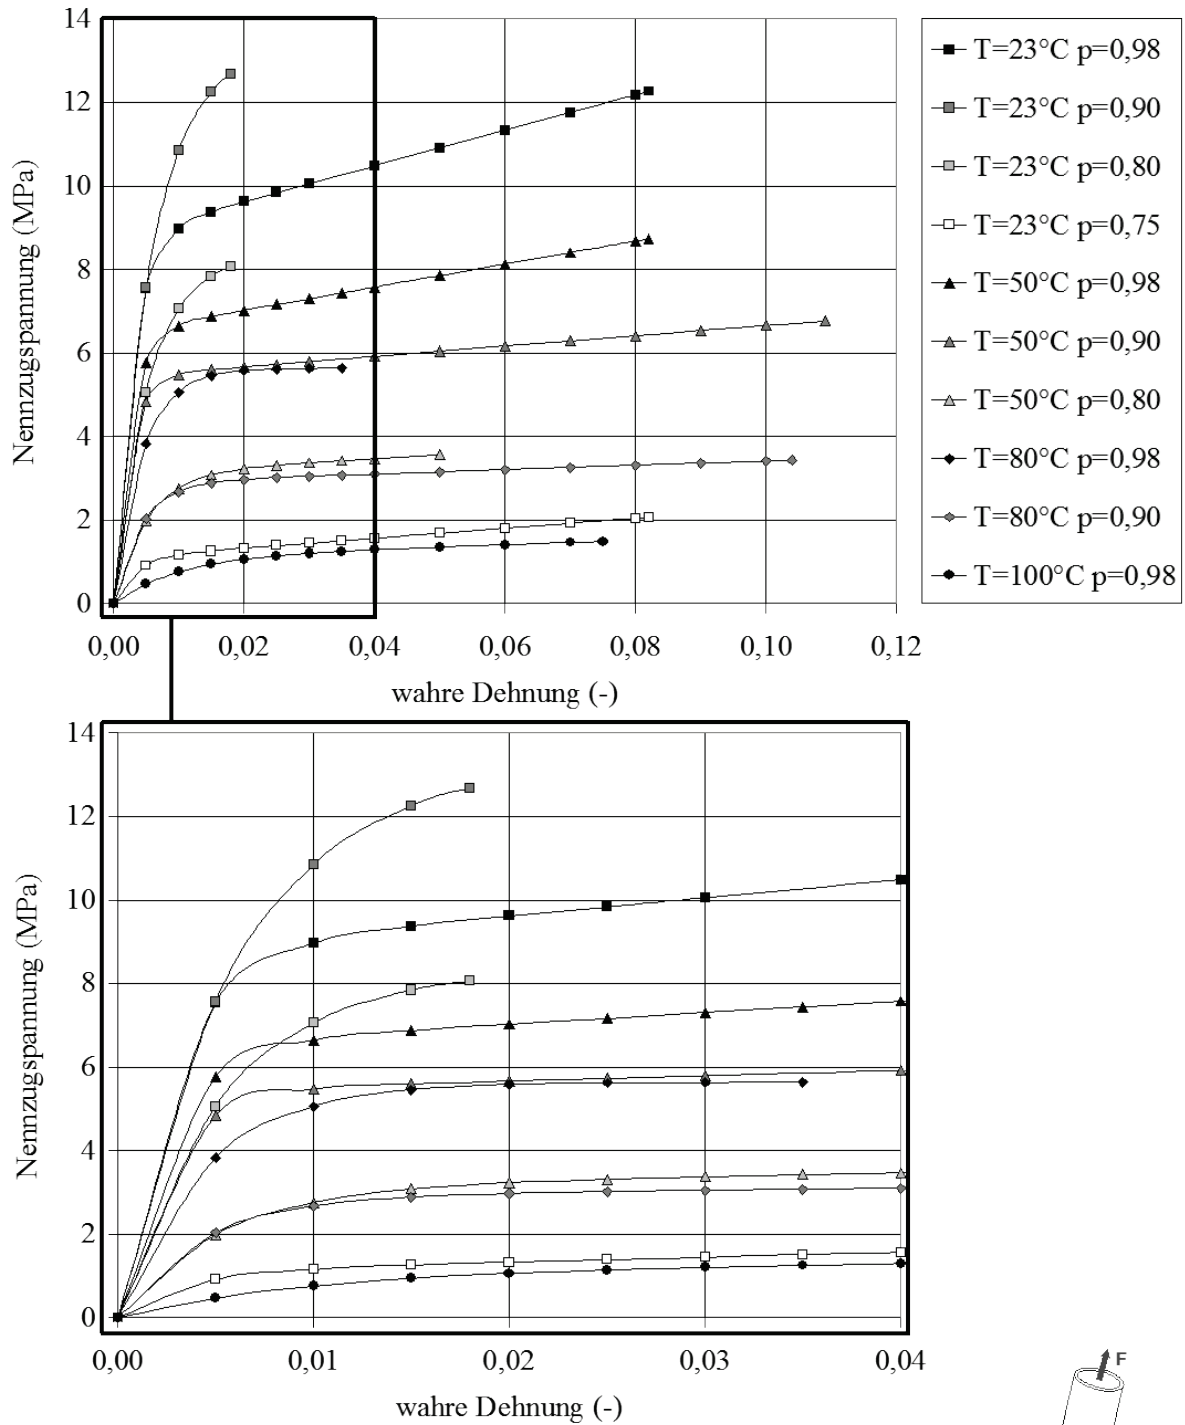 14
12
10
8
6
4
2
0
Nennzugspannung (MPa)
0,00 0,02 0,04 0,06 0,08 0,10 0,12
wahre Dehnung (-)
T=23°C p=0,98
T=23°C p=0,90
T=23°C p=0,80
T=23°C p=0,75
T=50°C p=0,98
T=50°C p=0,90
T=50°C p=0,80
T=80°C p=0,98
T=80°C p=0,90
T=100°C p=0,98
14
12
10
8
6
4
2
0
Nennzugspannung (MPa)
0,00 0,01 0,02 0,03 0,04
wahre Dehnung (-)
F